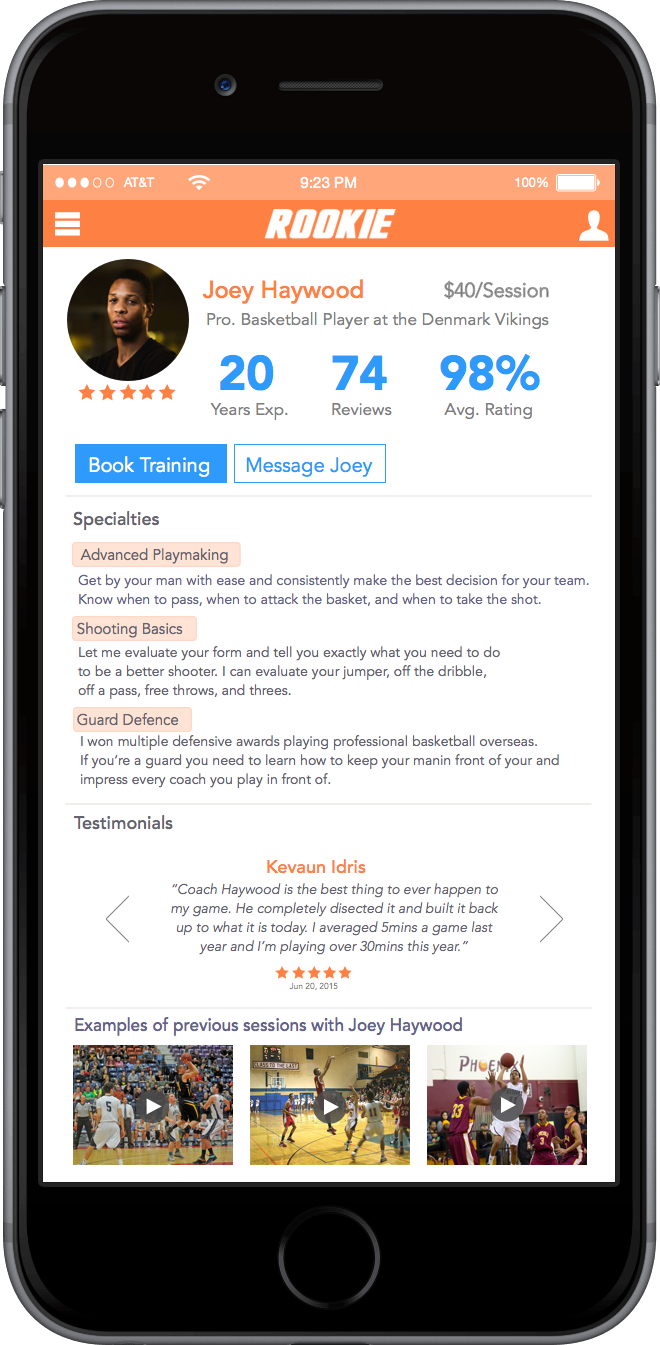 AT&T 9:23 PM 100%
ROOKIE
Joey Haywood $40/Session
Pro. Basketball Player at the Denmark Vikings
20 74 98%
Years Exp. Reviews Avg. Rating
Book Training Message Joey
Specialties
Advanced Playmaking
Get by your man with ease and consistently make the best decision for your team.
Know when to pass, when to attack the basket, and when to take the shot.
Shooting Basics
Let me evaluate your form and tell you exactly what you need to do
to be a better shooter. I can evaluate your jumper, off the dribble,
off a pass, free throws, and threes.
Guard Defence
I won multiple defensive awards playing professional basketball overseas.
If you’re a guard you need to learn how to keep your manin front of your and
impress every coach you play in front of.
Testimonials
Kevaun Idris
“Coach Haywood is the best thing to ever happen to
my game. He completely disected it and built it back
up to what it is today. I averaged 5mins a game last
year and I’m playing over 30mins this year.”
Jun 20, 2015
Examples of previous sessions with Joey Haywood
5
11
33
3